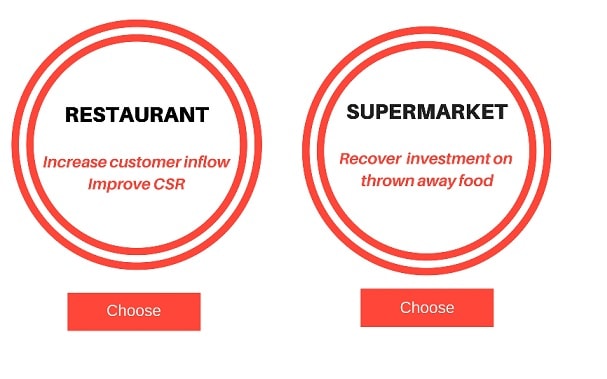 RESTAURANT
Increase customer inflow
Improve CSR
Choose
SUPERMARKET
Recover investment on
thrown away food
Choose